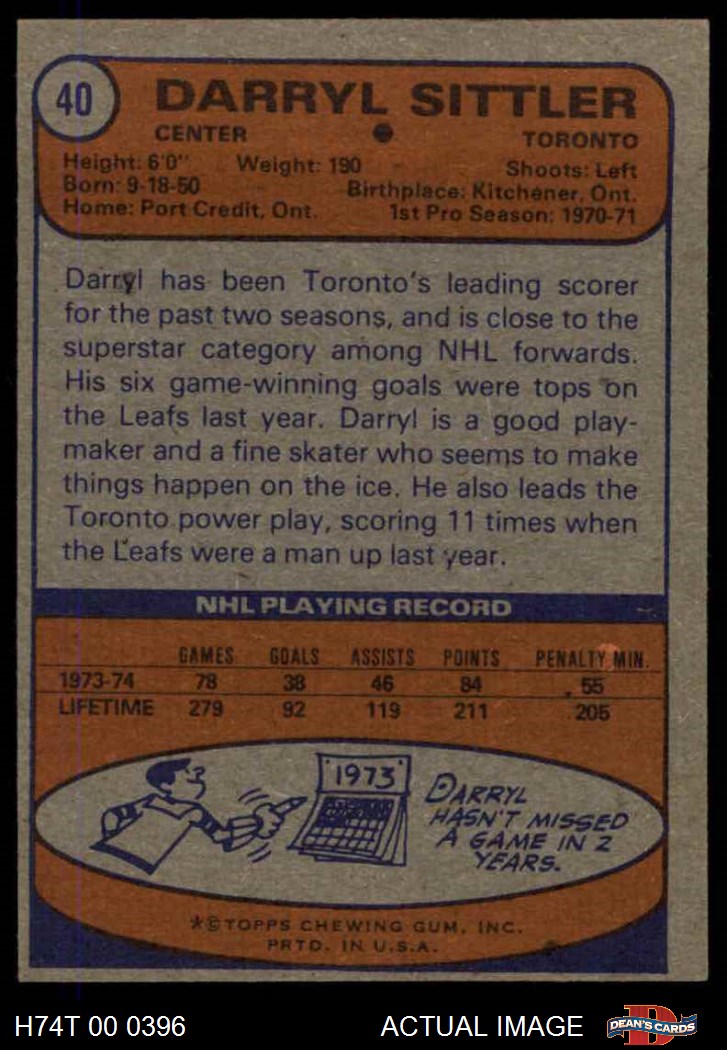 40
DARRYL SITTLER
CENTER TORONTO
Height: 6'0" Weight: 190 Shoots: Left
Born: 9-18-50 Birthplace: Kitchener, Ont.
Home: Port Credit, Ont. 1st Pro Season: 1970-71
Darryl has been Toronto's leading scorer
for the past two seasons, and is close to the
superstar category among NHL forwards.
His six game-winning goals were tops on
the Leafs last year. Darryl is a good play-
maker and a fine skater who seems to make
things happen on the ice. He also leads the
Toronto power play, scoring 11 times when
the Leafs were a man up last year.
NHL PLAYING RECORD
GAMES GOALS ASSISTS POINTS PENALTY MIN.
1973-74 78 38 46 84 55
LIFETIME 279 92 119 211 205
1973
DARRYL
HASN'T MISSED
A GAME IN 2
YEARS.
*©TOPPS CHEWING GUM, INC.
PRTD. IN U.S.A.
H74T 00 0396 ACTUAL IMAGE D DEAN'S CARDS